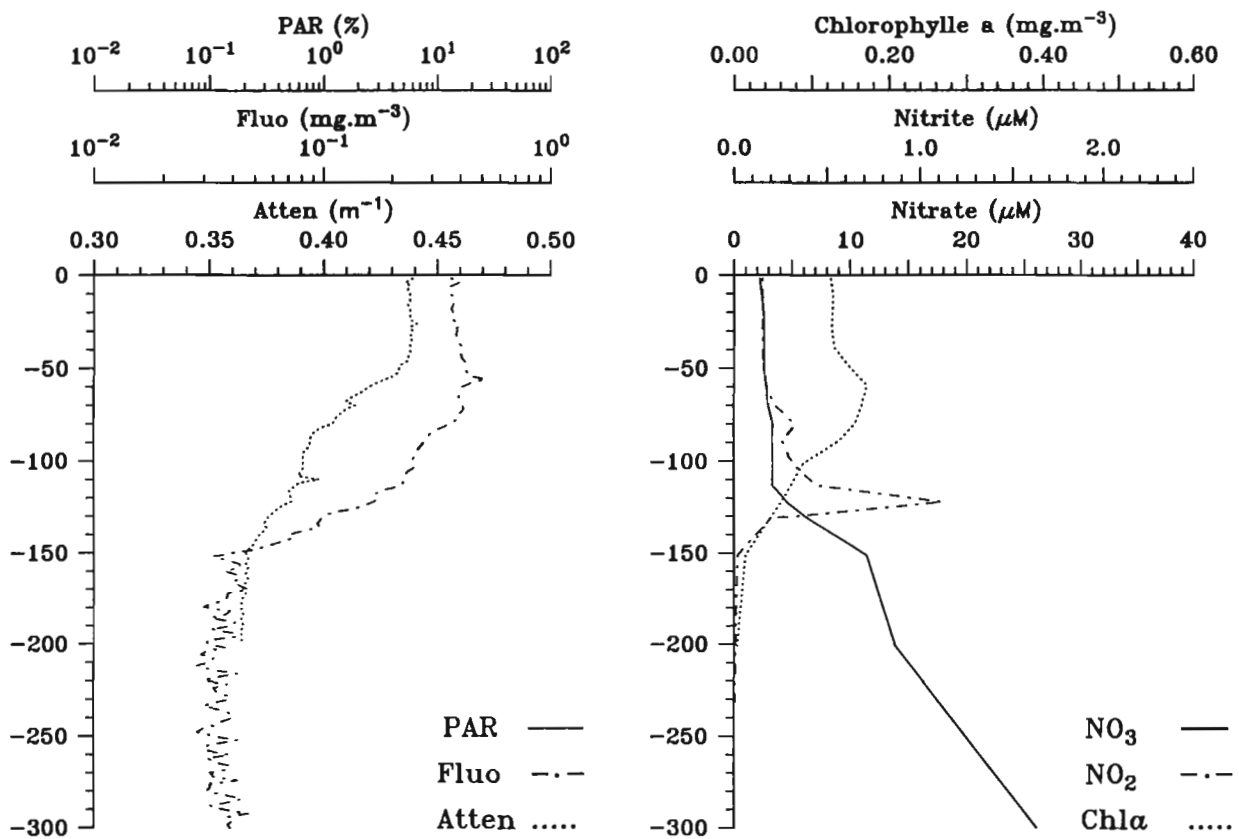 PAR (%)
10⁻² 10⁻¹ 10⁰ 10¹ 10²
Fluo (mg.m⁻³)
10⁻² 10⁻¹ 10⁰
Atten (m⁻¹)
0.30 0.35 0.40 0.45 0.50
0
−50
−100
−150
−200
−250
−300
PAR
Fluo
Atten
Chlorophylle a (mg.m⁻³)
0.00 0.20 0.40 0.60
Nitrite (μM)
0.0 1.0 2.0
Nitrate (μM)
0 10 20 30 40
0
−50
−100
−150
−200
−250
−300
NO₃
NO₂
Chla